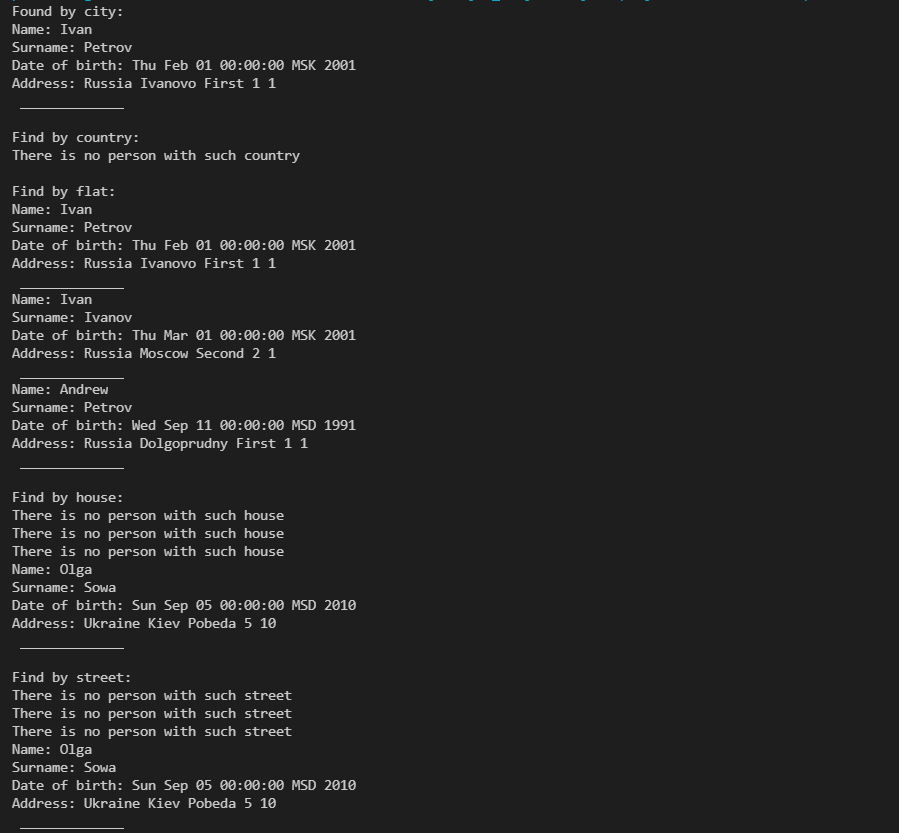 Found by city:
Name: Ivan
Surname: Petrov
Date of birth: Thu Feb 01 00:00:00 MSK 2001
Address: Russia Ivanovo First 1 1
_____________
Find by country:
There is no person with such country
Find by flat:
Name: Ivan
Surname: Petrov
Date of birth: Thu Feb 01 00:00:00 MSK 2001
Address: Russia Ivanovo First 1 1
_____________
Name: Ivan
Surname: Ivanov
Date of birth: Thu Mar 01 00:00:00 MSK 2001
Address: Russia Moscow Second 2 1
_____________
Name: Andrew
Surname: Petrov
Date of birth: Wed Sep 11 00:00:00 MSD 1991
Address: Russia Dolgoprudny First 1 1
_____________
Find by house:
There is no person with such house
There is no person with such house
There is no person with such house
Name: Olga
Surname: Sowa
Date of birth: Sun Sep 05 00:00:00 MSD 2010
Address: Ukraine Kiev Pobeda 5 10
_____________
Find by street:
There is no person with such street
There is no person with such street
There is no person with such street
Name: Olga
Surname: Sowa
Date of birth: Sun Sep 05 00:00:00 MSD 2010
Address: Ukraine Kiev Pobeda 5 10
_____________